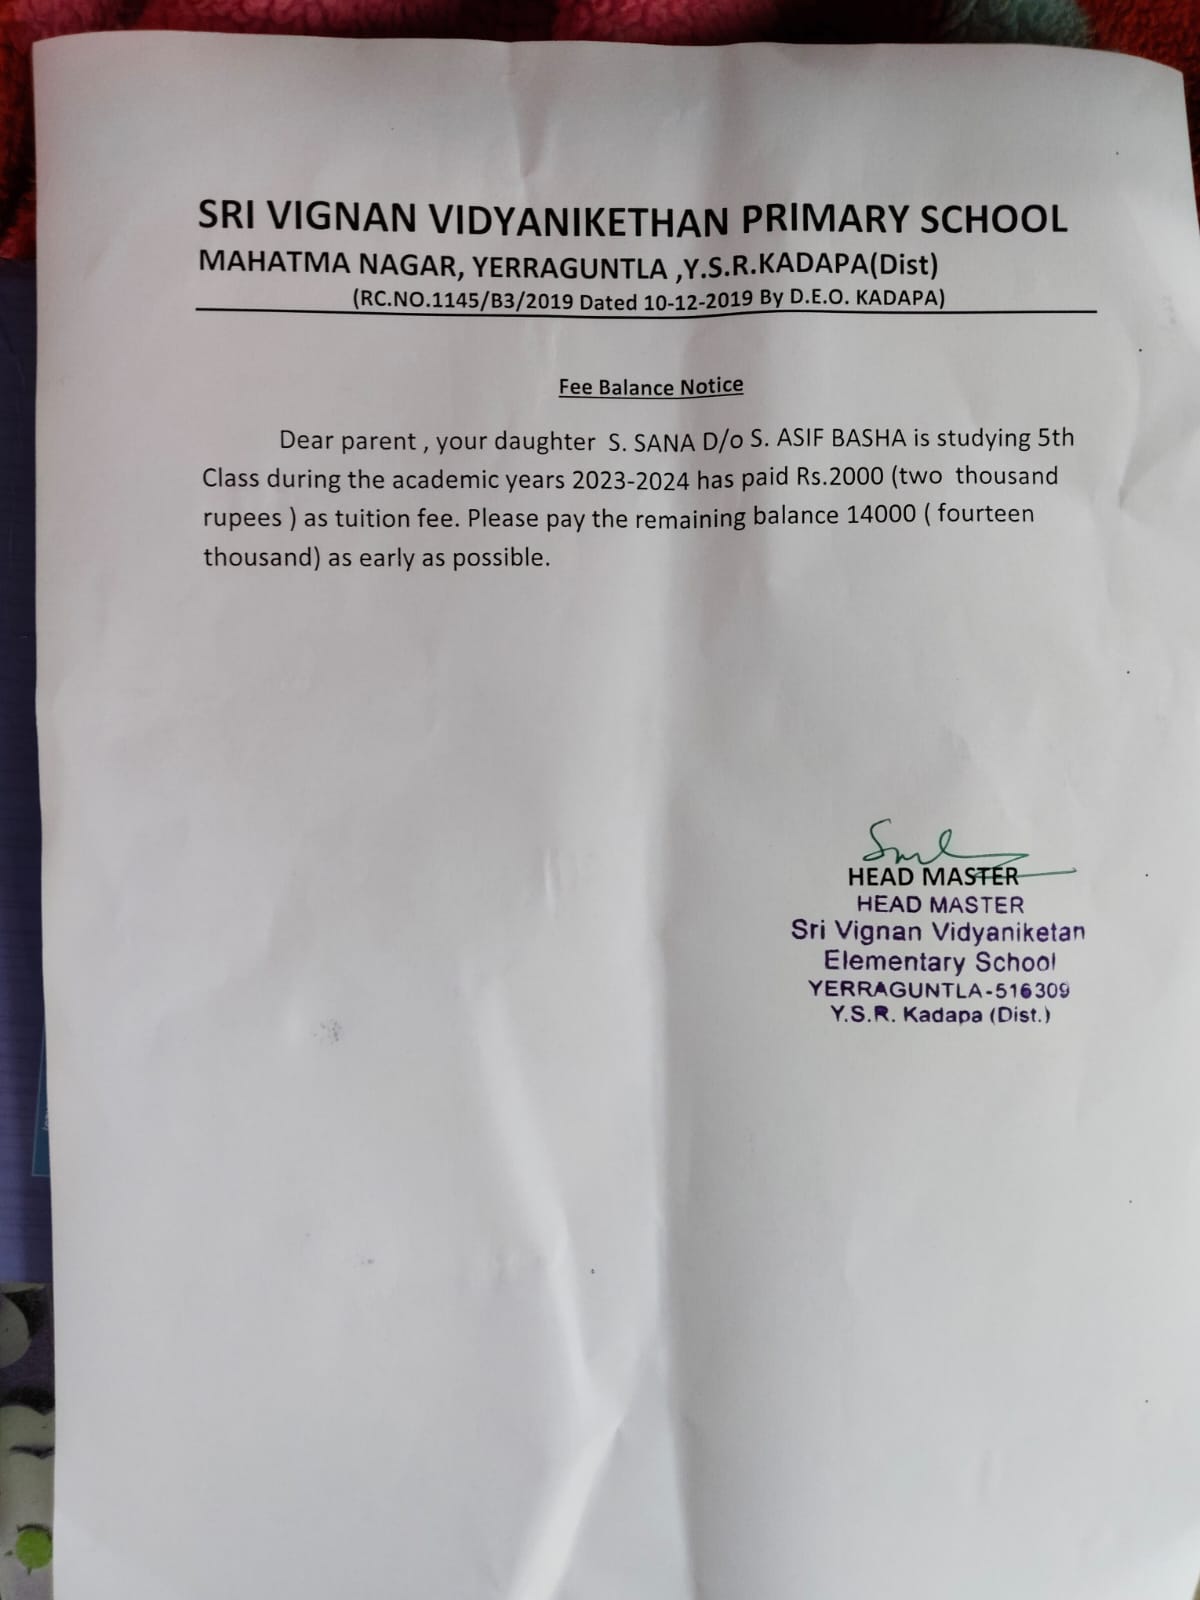 SRI VIGNAN VIDYANIKETHAN PRIMARY SCHOOL
MAHATMA NAGAR, YERRAGUNTLA ,Y.S.R.KADAPA(Dist)
(RC.NO.1145/B3/2019 Dated 10-12-2019 By D.E.O. KADAPA)
Fee Balance Notice
Dear parent , your daughter S. SANA D/o S. ASIF BASHA is studying 5th
Class during the academic years 2023-2024 has paid Rs.2000 (two thousand
rupees ) as tuition fee. Please pay the remaining balance 14000 ( fourteen
thousand) as early as possible.
HEAD MASTER
HEAD MASTER
Sri Vignan Vidyaniketan
Elementary School
YERRAGUNTLA-516309
Y.S.R. Kadapa (Dist.)